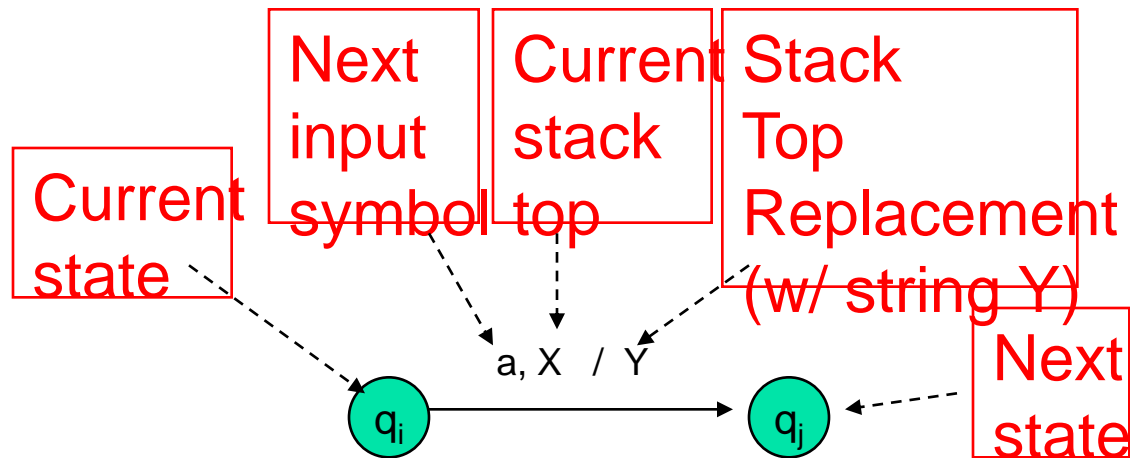 Next
input
symbol
Current
stack
top
Stack
Top
Replacement
(w/ string Y)
Current
state
a, X / Y
Next
state
qi
qj